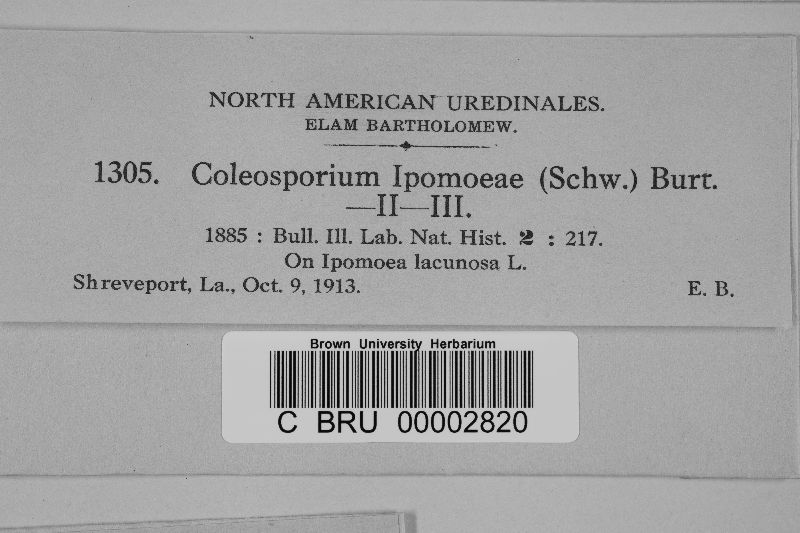 NORTH AMERICAN UREDINALES.
ELAM BARTHOLOMEW.
1305. Coleosporium Ipomoeae (Schw.) Burr.
—II—III.
1885 : Bull. Ill. Lab. Nat. Hist. 2 : 217.
On Ipomoea lacunosa L.
Shreveport, La., Oct. 9, 1913. E. B.
Brown University Herbarium
C BRU 00002820